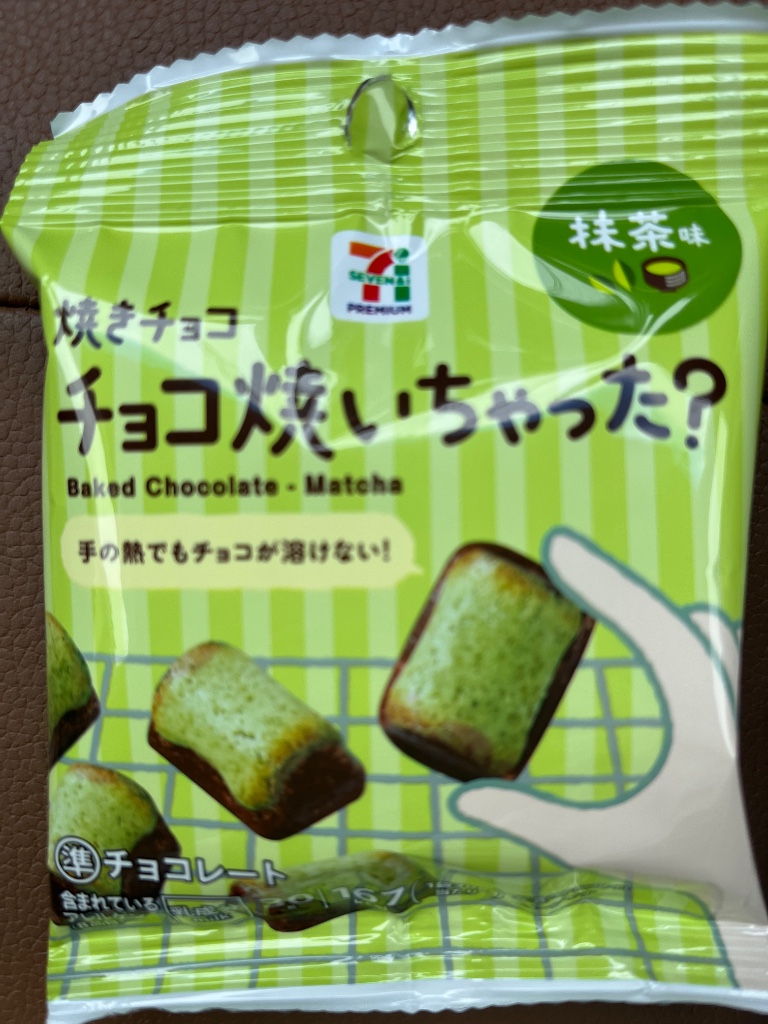 抹茶味
7i
SEVEN&i
PREMIUM
焼きチョコ
チョコ焼いちゃった?
Baked Chocolate - Matcha
手の熱でもチョコが溶けない!
準チョコレート
含まれている